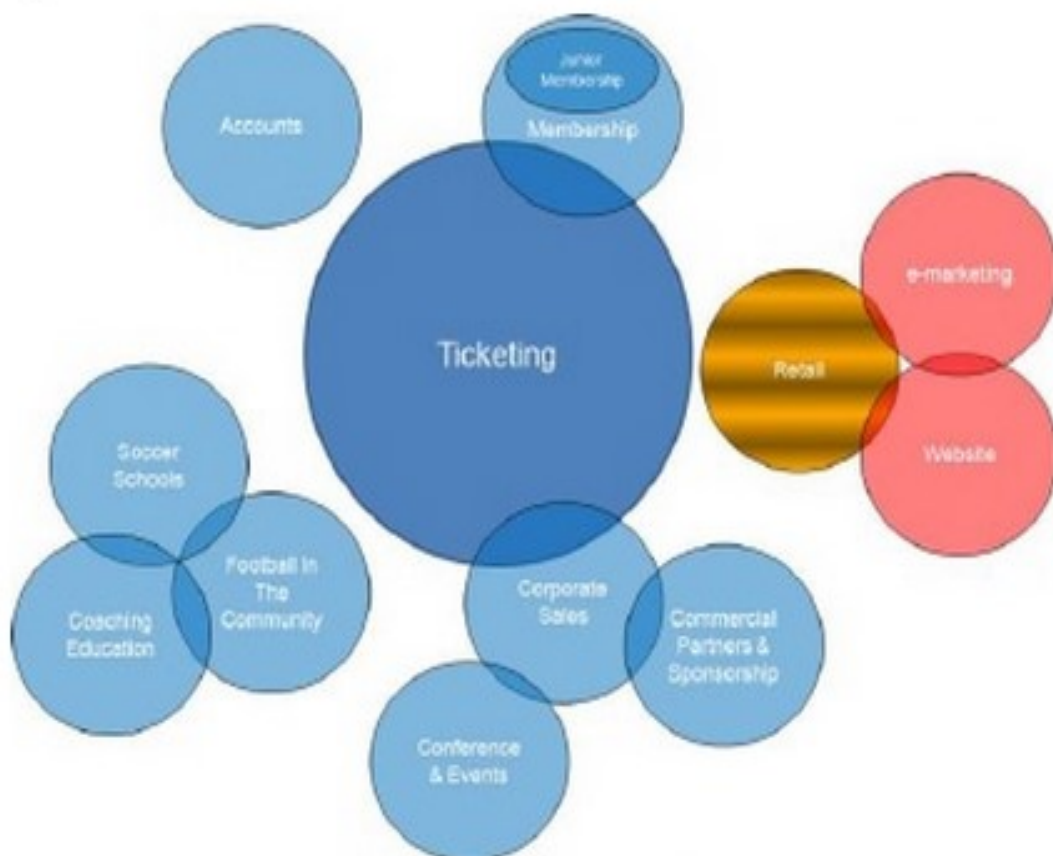 Junior
Membership
Accounts
Membership
e-marketing
Ticketing
Retail
Soccer
Schools
Website
Football In
The
Community
Coaching
Education
Corporate
Sales
Commercial
Partners &
Sponsorship
Conference
& Events